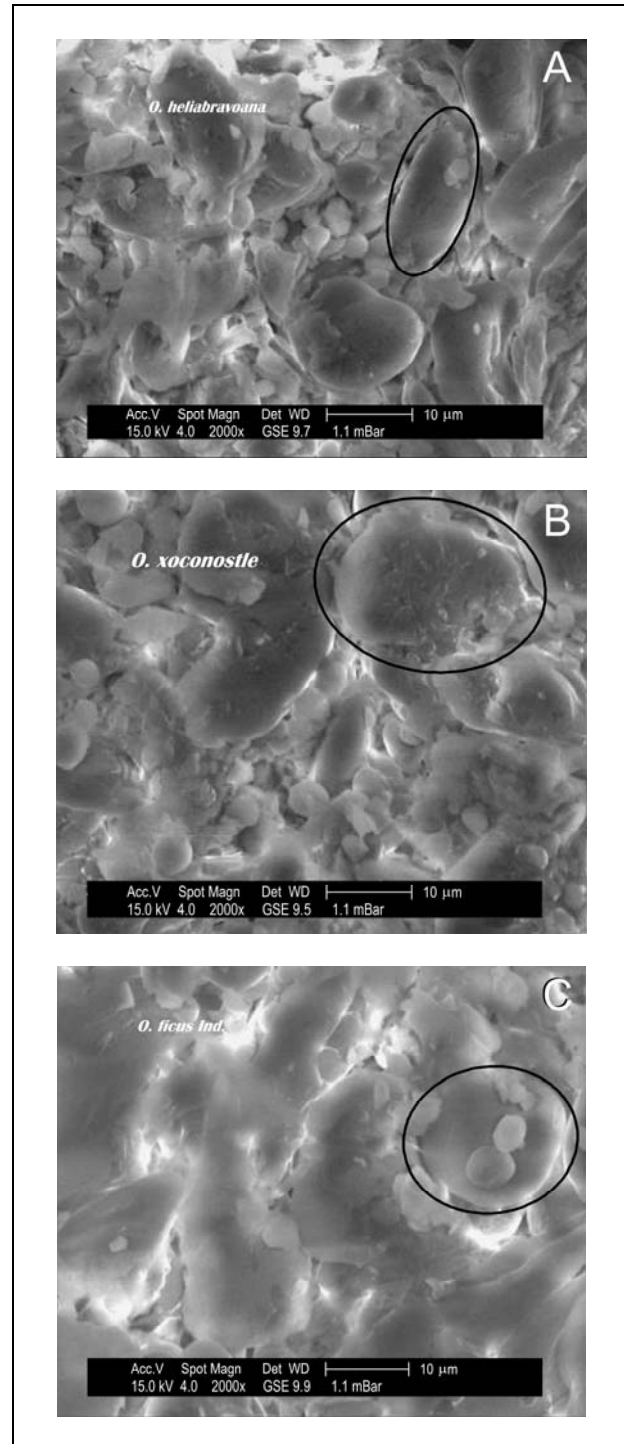 A
O. heliabravoana
Acc.V Spot Magn Det WD 10 µm
15.0 kV 4.0 2000x GSE 9.7 1.1 mBar
B
O. xoconostle
Acc.V Spot Magn Det WD 10 µm
15.0 kV 4.0 2000x GSE 9.5 1.1 mBar
C
O. ficus Ind.
Acc.V Spot Magn Det WD 10 µm
15.0 kV 4.0 2000x GSE 9.9 1.1 mBar